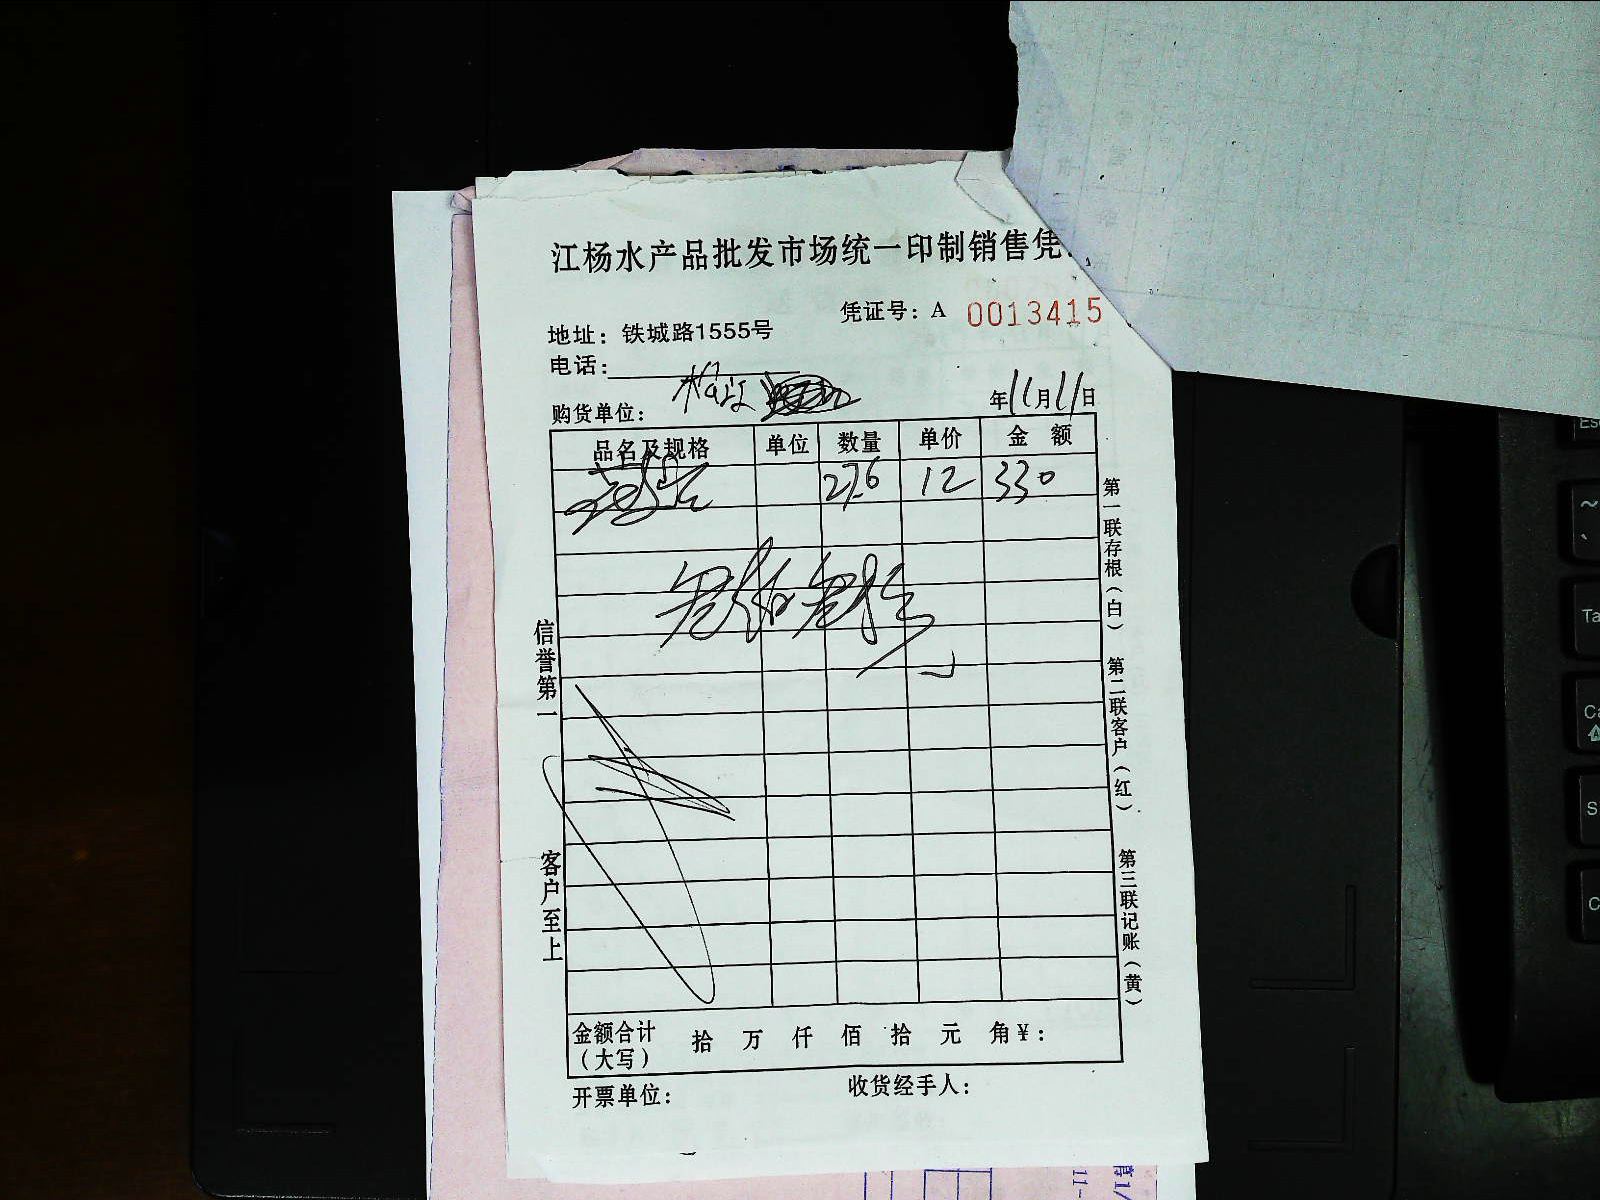 江杨水产品批发市场统一印制销售凭
凭证号：A 0013415
地址：铁城路1555号
电话：
购货单位：
年11月11日
品名及规格 单位 数量 单价 金 额
27.6 12 330
信誉第一
客户至上
第一联存根（白）
第二联客户（红）
第三联记账（黄）
金额合计（大写） 拾 万 仟 佰 拾 元 角￥：
开票单位： 收货经手人：